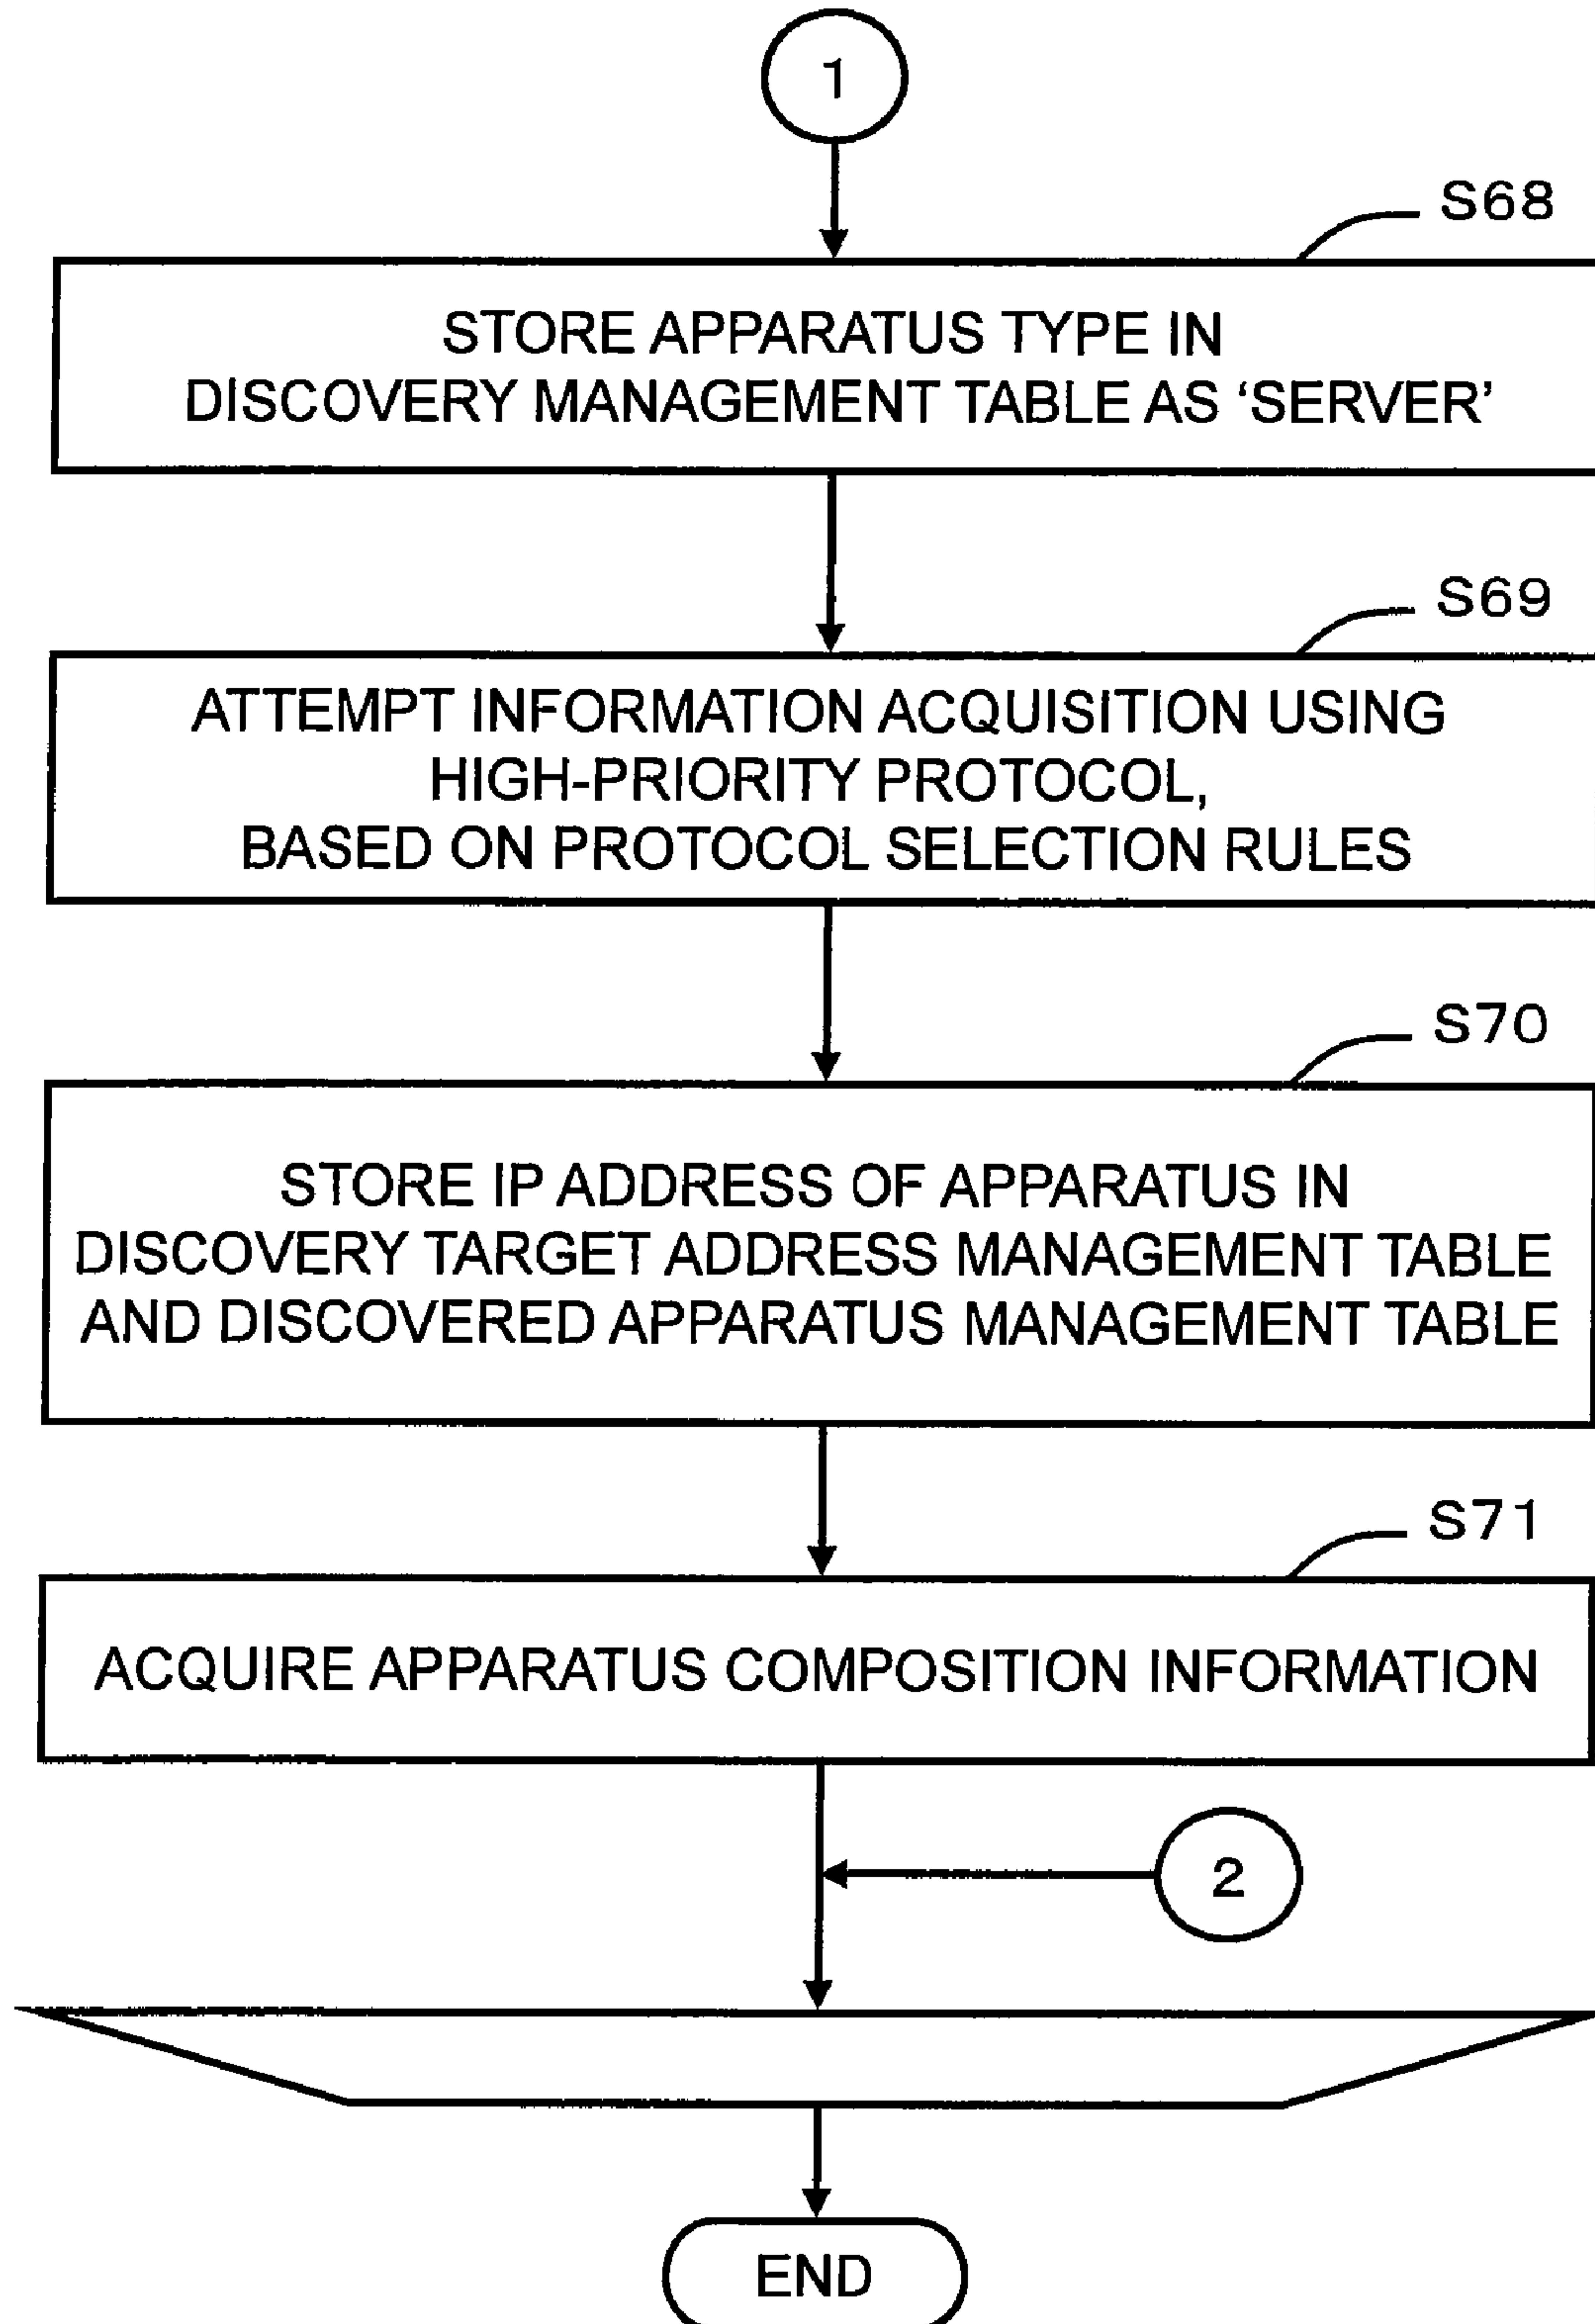 1
S68
STORE APPARATUS TYPE IN
DISCOVERY MANAGEMENT TABLE AS ‘SERVER’
S69
ATTEMPT INFORMATION ACQUISITION USING
HIGH-PRIORITY PROTOCOL,
BASED ON PROTOCOL SELECTION RULES
S70
STORE IP ADDRESS OF APPARATUS IN
DISCOVERY TARGET ADDRESS MANAGEMENT TABLE
AND DISCOVERED APPARATUS MANAGEMENT TABLE
S71
ACQUIRE APPARATUS COMPOSITION INFORMATION
2
END